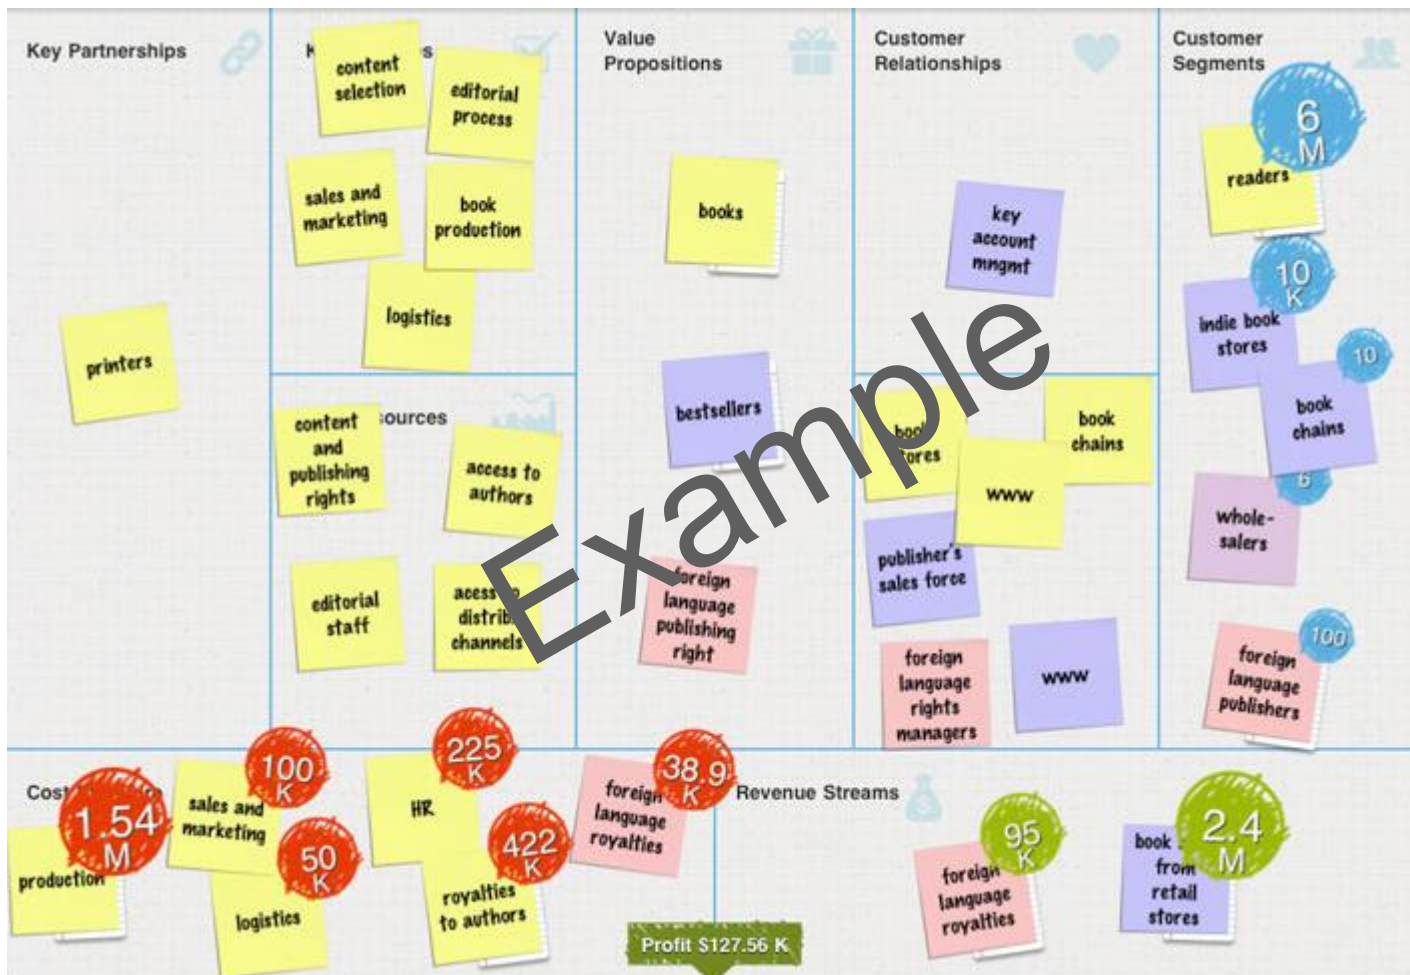 Key Partnerships
printers
content
selection
editorial
process
sales and
marketing
book
production
logistics
content
and
publishing
rights
access to
authors
editorial
staff
channels
Value
Propositions
books
bestsellers
foreign
language
publishing
right
Customer
Relationships
key
account
mngmt
book
chains
www
publisher's
sales force
foreign
language
rights
managers
www
Customer
Segments
6
M
readers
10
K
indie book
stores
10
book
chains
whole-
salers
100
foreign
language
publishers
1.54
M
production
100
K
sales and
marketing
50
K
logistics
225
K
HR
422
K
royalties
to authors
38.9
K
foreign
language
royalties
Revenue Streams
95
K
foreign
language
royalties
2.4
M
book
from
retail
stores
Profit $127.56 K
Example